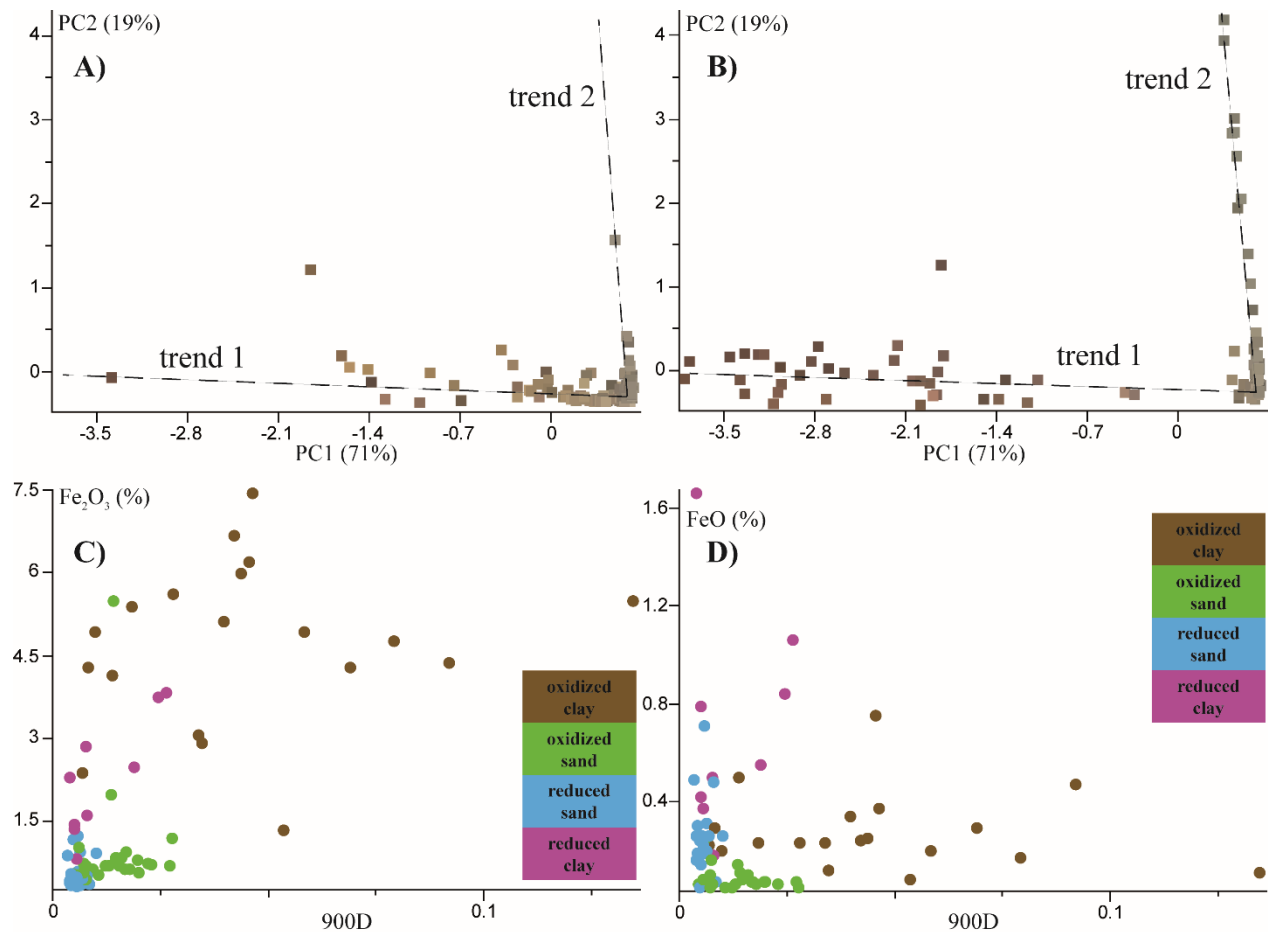 PC2 (19%)
A)
4
3
2
1
0
trend 2
trend 1
-3.5
-2.8
-2.1
-1.4
-0.7
0
PC1 (71%)
PC2 (19%)
B)
4
3
2
1
0
trend 2
trend 1
-3.5
-2.8
-2.1
-1.4
-0.7
0
PC1 (71%)
7.5
Fe₂O₃ (%)
C)
6
4.5
3
1.5
oxidized
clay
oxidized
sand
reduced
sand
reduced
clay
0
900D
0.1
1.6
FeO (%)
D)
1.2
0.8
0.4
oxidized
clay
oxidized
sand
reduced
sand
reduced
clay
0
900D
0.1